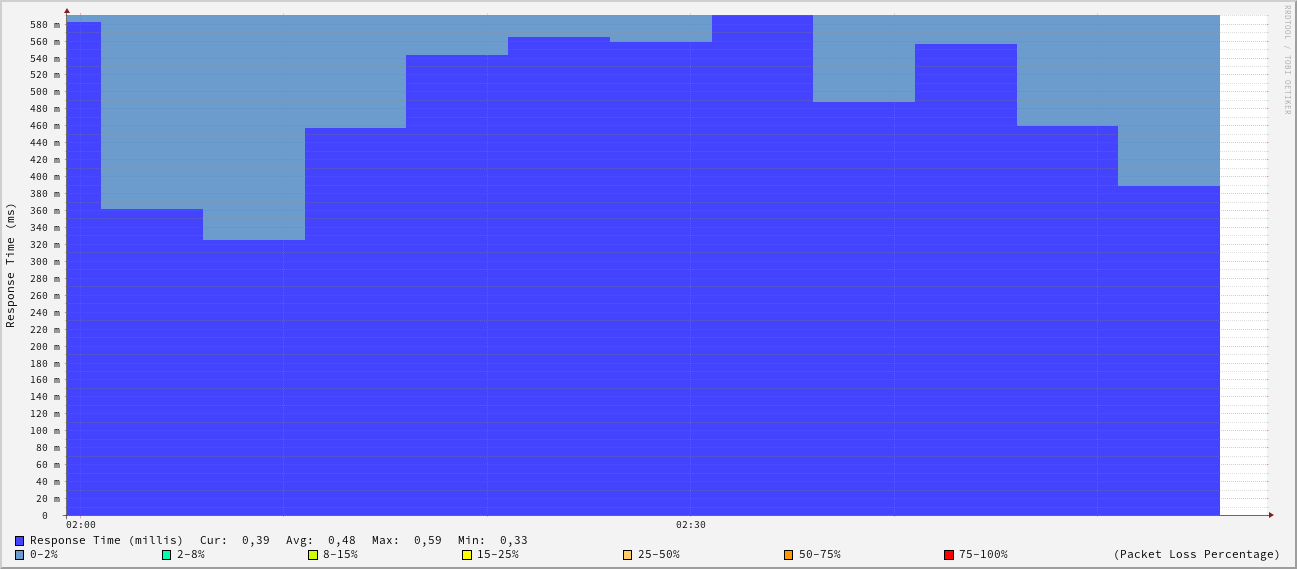 RRDTOOL / TOBI OETIKER
Response Time (ms)
580 m
560 m
540 m
520 m
500 m
480 m
460 m
440 m
420 m
400 m
380 m
360 m
340 m
320 m
300 m
280 m
260 m
240 m
220 m
200 m
180 m
160 m
140 m
120 m
100 m
80 m
60 m
40 m
20 m
0
02:00 02:30
Response Time (millis) Cur: 0,39 Avg: 0,48 Max: 0,59 Min: 0,33
0-2% 2-8% 8-15% 15-25% 25-50% 50-75% 75-100% (Packet Loss Percentage)